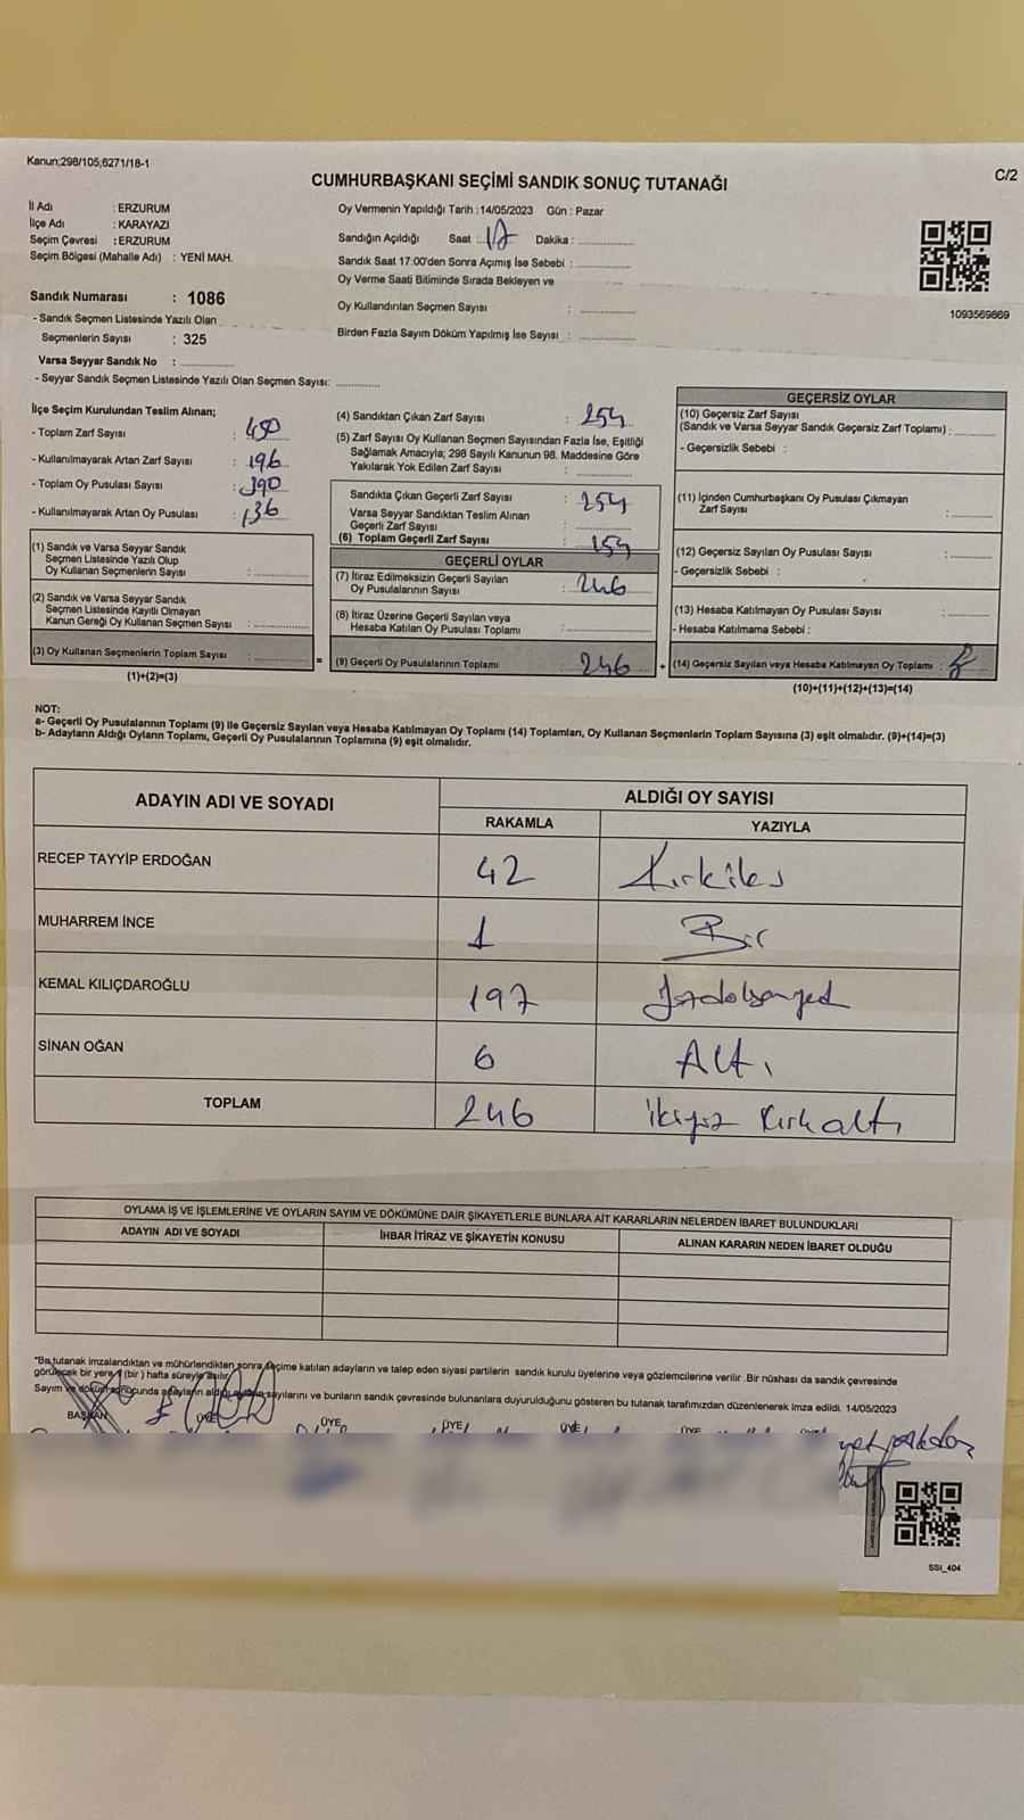 Kanun;298/105,6271/18-1
C/2
CUMHURBAŞKANI SEÇİMİ SANDIK SONUÇ TUTANAĞI
İl Adı : ERZURUM
İlçe Adı : KARAYAZI
Seçim Çevresi : ERZURUM
Seçim Bölgesi (Mahalle Adı) : YENİ MAH.
Oy Vermenin Yapıldığı Tarih : 14/05/2023 Gün : Pazar
Sandığın Açıldığı Saat : 17 Dakika :
Sandık Saat 17:00'den Sonra Açımış İse Sebebi :
Oy Verme Saati Bitiminde Sırada Bekleyen ve
Oy Kullandırılan Seçmen Sayısı :
Birden Fazla Sayım Döküm Yapılmış İse Sayısı :
1093569869
Sandık Numarası : 1086
- Sandık Seçmen Listesinde Yazılı Olan
Seçmenlerin Sayısı : 325
Varsa Seyyar Sandık No :
- Seyyar Sandık Seçmen Listesinde Yazılı Olan Seçmen Sayısı:
İlçe Seçim Kurulundan Teslim Alınan;
- Toplam Zarf Sayısı : 450
- Kullanılmayarak Artan Zarf Sayısı : 196
- Toplam Oy Pusulası Sayısı : 390
- Kullanılmayarak Artan Oy Pusulası : 136
(1) Sandık ve Varsa Seyyar Sandık
Seçmen Listesinde Yazılı Olup
Oy Kullanan Seçmenlerin Sayısı :
(2) Sandık ve Varsa Seyyar Sandık
Seçmen Listesinde Kayıtlı Olmayan
Kanun Gereği Oy Kullanan Seçmen Sayısı :
(3) Oy Kullanan Seçmenlerin Toplam Sayısı :
(1)+(2)=(3)
(4) Sandıktan Çıkan Zarf Sayısı : 254
(5) Zarf Sayısı Oy Kullanan Seçmen Sayısından Fazla İse, Eşitliği
Sağlamak Amacıyla; 298 Sayılı Kanunun 98. Maddesine Göre
Yakılarak Yok Edilen Zarf Sayısı :
Sandıkta Çıkan Geçerli Zarf Sayısı : 254
Varsa Seyyar Sandıktan Teslim Alınan
Geçerli Zarf Sayısı :
(6) Toplam Geçerli Zarf Sayısı :
GEÇERLİ OYLAR
(7) İtiraz Edilmeksizin Geçerli Sayılan
Oy Pusulalarının Sayısı : 246
(8) İtiraz Üzerine Geçerli Sayılan veya
Hesaba Katılan Oy Pusulası Toplamı :
= (9) Geçerli Oy Pusulalarının Toplamı : 246
GEÇERSİZ OYLAR
(10) Geçersiz Zarf Sayısı
(Sandık ve Varsa Seyyar Sandık Geçersiz Zarf Toplamı) :
- Geçersizlik Sebebi :
(11) İçinden Cumhurbaşkanı Oy Pusulası Çıkmayan
Zarf Sayısı :
(12) Geçersiz Sayılan Oy Pusulası Sayısı :
- Geçersizlik Sebebi :
(13) Hesaba Katılmayan Oy Pusulası Sayısı :
- Hesaba Katılmama Sebebi :
+ (14) Geçersiz Sayılan veya Hesaba Katılmayan Oy Toplamı : 8
(10)+(11)+(12)+(13)=(14)
NOT:
a- Geçerli Oy Pusulalarının Toplamı (9) ile Geçersiz Sayılan veya Hesaba Katılmayan Oy Toplamı (14) Toplamları, Oy Kullanan Seçmenlerin Toplam Sayısına (3) eşit olmalıdır. (9)+(14)=(3)
b- Adayların Aldığı Oyların Toplamı, Geçerli Oy Pusulalarının Toplamına (9) eşit olmalıdır.
ADAYIN ADI VE SOYADI
ALDIĞI OY SAYISI
RAKAMLA YAZIYLA
RECEP TAYYİP ERDOĞAN 42 Kırkiki
MUHARREM İNCE 1 Bir
KEMAL KILIÇDAROĞLU 197
SİNAN OĞAN 6 Altı
TOPLAM 246 ikiyüz kırkaltı
OYLAMA İŞ VE İŞLEMLERİNE VE OYLARIN SAYIM VE DÖKÜMÜNE DAİR ŞİKAYETLERLE BUNLARA AİT KARARLARIN NELERDEN İBARET BULUNDUKLARI
ADAYIN ADI VE SOYADI İHBAR İTİRAZ VE ŞİKAYETİN KONUSU ALINAN KARARIN NEDEN İBARET OLDUĞU
"Bu tutanak imzalandıktan ve mühürlendikten sonra seçime katılan adayların ve talep eden siyasi partilerin sandık kurulu üyelerine veya gözlemcilerine verilir .Bir nüshası da sandık çevresinde
görülecek bir yere 1 (bir ) hafta süreyle asılır.
Sayım ve döküm sonucunda adayların aldığı sayılarını ve bunların sandık çevresinde bulunanlara duyurulduğunu gösteren bu tutanak tarafımızdan düzenlenerek imza edildi. 14/05/2023
BAŞKAN ÜYE ÜYE ÜYE ÜYE ÜYE
SSI_404